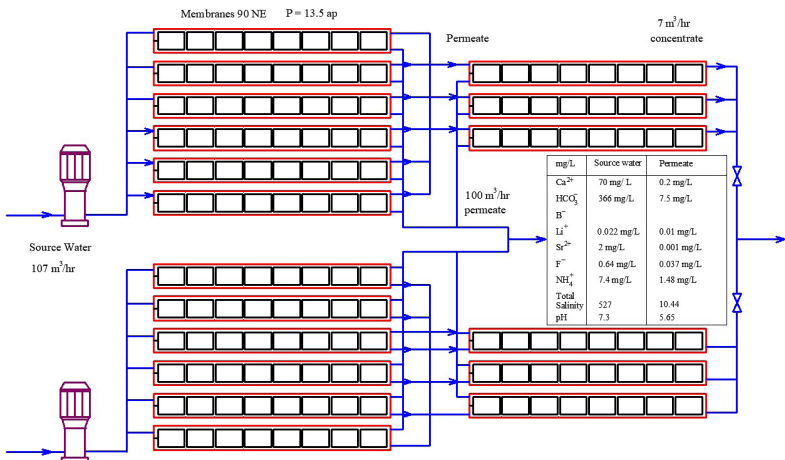 Membranes 90 NE P = 13.5 ap
Permeate
7 m³/hr
concentrate
100 m³/hr
permeate
Source Water
107 m³/hr
mg/L Source water Permeate
Ca²⁺ 70 mg/ L 0.2 mg/L
HCO₃⁻ 366 mg/L 7.5 mg/L
B⁻
Li⁺ 0.022 mg/L 0.01 mg/L
Sr²⁺ 2 mg/L 0.001 mg/L
F⁻ 0.64 mg/L 0.037 mg/L
NH₄⁺ 7.4 mg/L 1.48 mg/L
Total
Salinity 527 10.44
pH 7.3 5.65